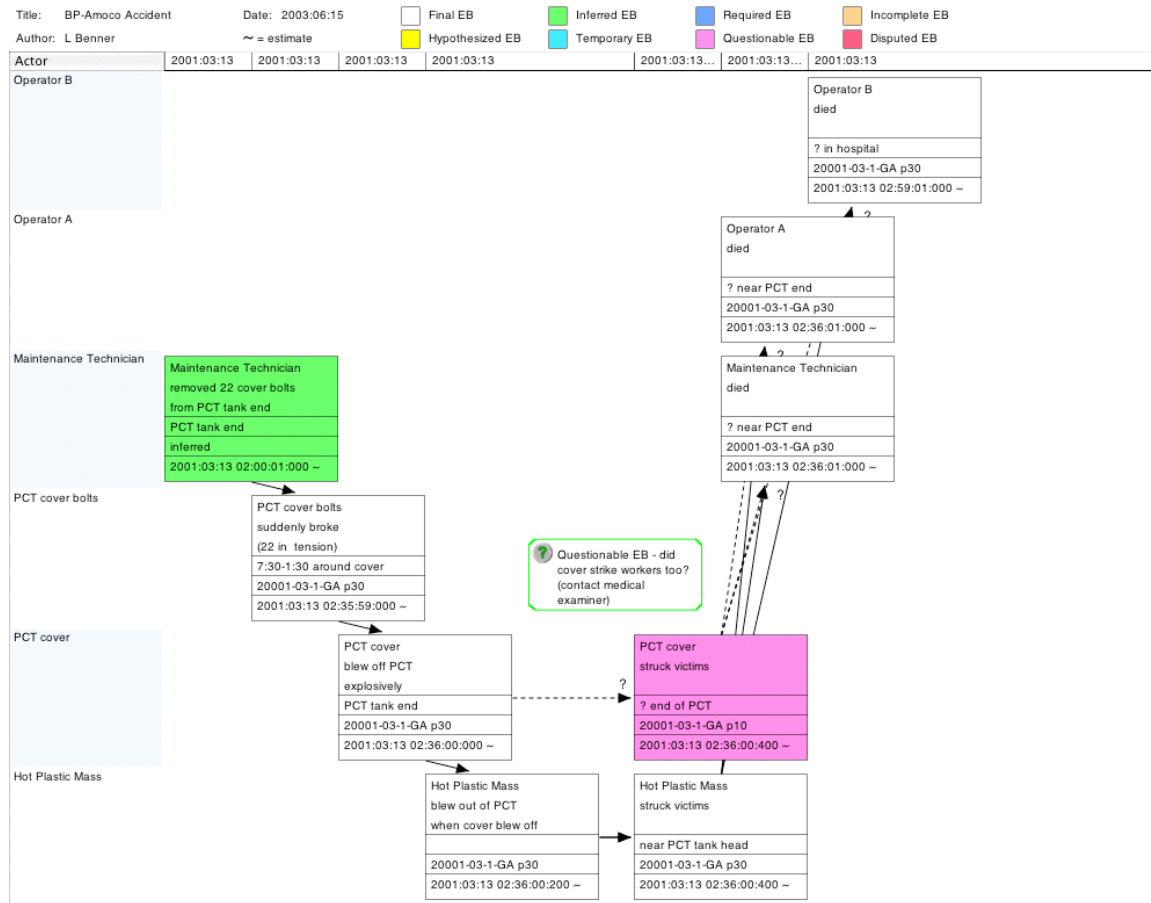 Title: BP-Amoco Accident Date: 2003:06:15 Final EB Inferred EB Required EB Incomplete EB
Author: L Benner ~ = estimate Hypothesized EB Temporary EB Questionable EB Disputed EB
Actor 2001:03:13 2001:03:13 2001:03:13 2001:03:13 2001:03:13... 2001:03:13... 2001:03:13
Operator B
Operator B
died
? in hospital
20001-03-1-GA p30
2001:03:13 02:59:01:000 ~
?
Operator A
Operator A
died
? near PCT end
20001-03-1-GA p30
2001:03:13 02:36:01:000 ~
?
Maintenance Technician
Maintenance Technician
removed 22 cover bolts
from PCT tank end
PCT tank end
inferred
2001:03:13 02:00:01:000 ~
Maintenance Technician
died
? near PCT end
20001-03-1-GA p30
2001:03:13 02:36:01:000 ~
?
PCT cover bolts
PCT cover bolts
suddenly broke
(22 in tension)
7:30-1:30 around cover
20001-03-1-GA p30
2001:03:13 02:35:59:000 ~
? Questionable EB - did
cover strike workers too?
(contact medical
examiner)
PCT cover
PCT cover
blew off PCT
explosively
PCT tank end
20001-03-1-GA p30
2001:03:13 02:36:00:000 ~
?
PCT cover
struck victims
? end of PCT
20001-03-1-GA p10
2001:03:13 02:36:00:400 ~
Hot Plastic Mass
Hot Plastic Mass
blew out of PCT
when cover blew off
20001-03-1-GA p30
2001:03:13 02:36:00:200 ~
Hot Plastic Mass
struck victims
near PCT tank head
20001-03-1-GA p30
2001:03:13 02:36:00:400 ~